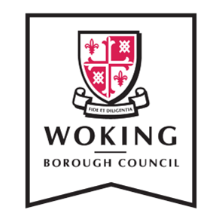 FIDE ET DILIGENTIA
WOKING
BOROUGH COUNCIL